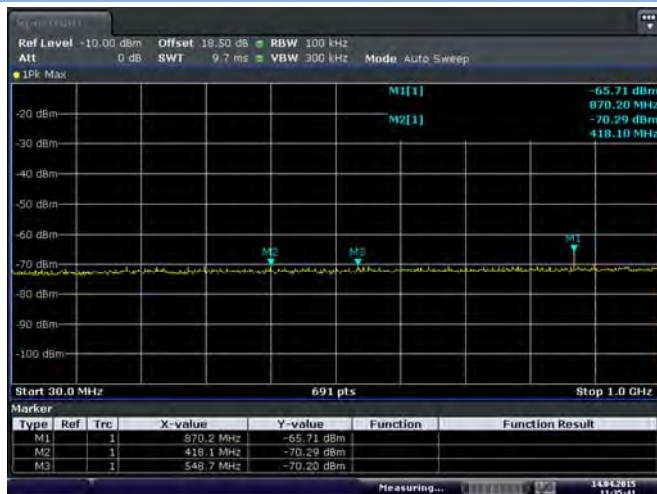 Spectrum
Ref Level -10.00 dBm Offset 18.50 dB RBW 100 kHz
Att 0 dB SWT 9.7 ms VBW 300 kHz Mode Auto Sweep
1Pk Max
M1[1] -65.71 dBm
870.20 MHz
M2[1] -70.29 dBm
418.10 MHz
-20 dBm
-30 dBm
-40 dBm
-50 dBm
-60 dBm
-70 dBm
-80 dBm
-90 dBm
-100 dBm
M2 M3 M1
Start 30.0 MHz 691 pts Stop 1.0 GHz
Marker
Type Ref Trc X-value Y-value Function Function Result
M1 1 870.2 MHz -65.71 dBm
M2 1 418.1 MHz -70.29 dBm
M3 1 548.7 MHz -70.20 dBm
Measuring... 14.04.2015
11:35:41